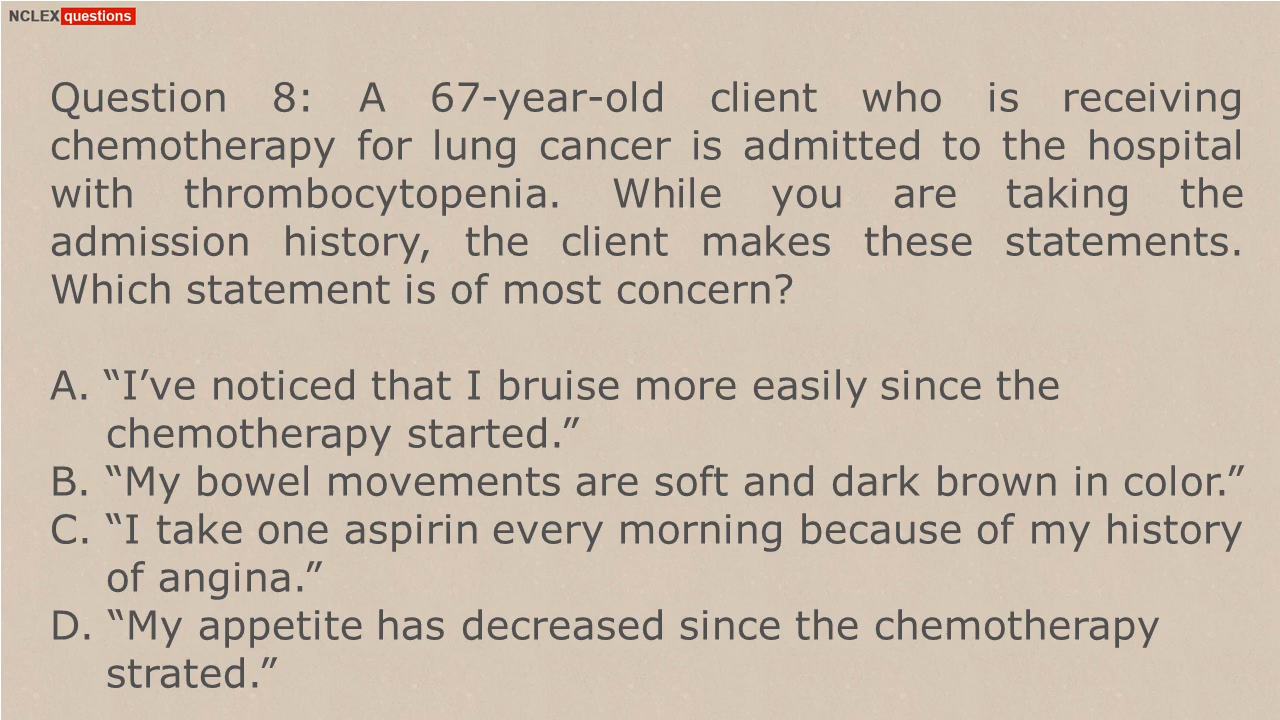 NCLEX questions
Question 8: A 67-year-old client who is receiving
chemotherapy for lung cancer is admitted to the hospital
with thrombocytopenia. While you are taking the
admission history, the client makes these statements.
Which statement is of most concern?
A. “I’ve noticed that I bruise more easily since the
chemotherapy started.”
B. “My bowel movements are soft and dark brown in color.”
C. “I take one aspirin every morning because of my history
of angina.”
D. “My appetite has decreased since the chemotherapy
strated.”